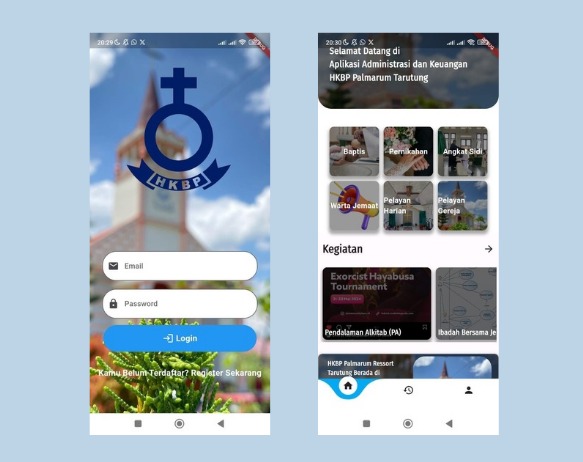 20:29
HKBP
Email
Password
Login
Kamu Belum Terdaftar? Register Sekarang
20:30
Selamat Datang di
Aplikasi Administrasi dan Keuangan
HKBP Palmarum Tarutung
Baptis
Pernikahan
Angkat Sidi
Warta Jemaat
Pelayan
Harian
Pelayan
Gereja
Kegiatan
Exorcist Hayabusa
Tournament
Pendalaman Alkitab (PA)
Ibadah Bersama Je
HKBP Palmarum Ressort
Tarutung Berada di